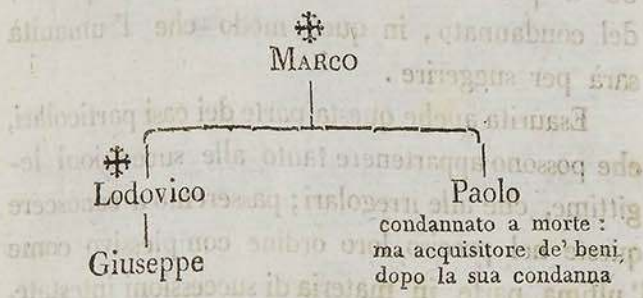 MARCO
Lodovico Paolo
condannato a morte :
Giuseppe
ma acquisitore de' beni
dopo la sua condanna